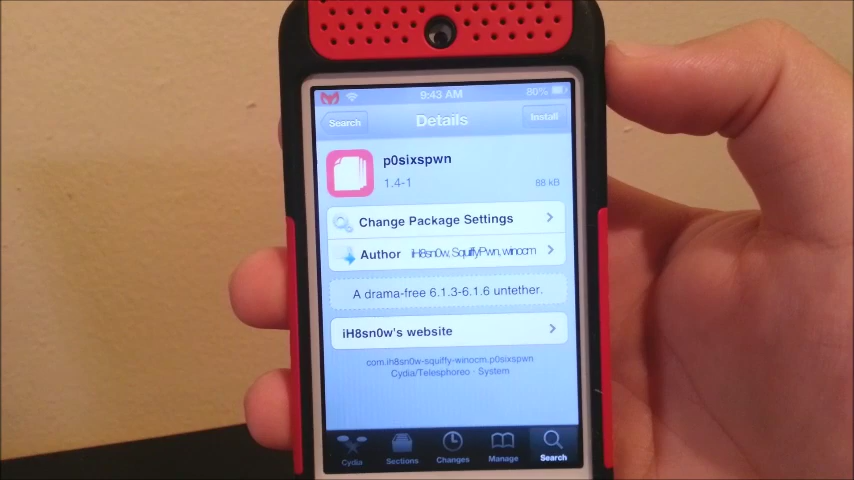 9:43 AM 80%
Search Details Install
p0sixspwn
1.4-1 88 kB
Change Package Settings
Author iH8sn0w, SquiffyPwn, winocm
A drama-free 6.1.3-6.1.6 untether.
iH8sn0w's website
com.ih8sn0w-squiffy-winocm.p0sixspwn
Cydia/Telesphoreo · System
Cydia Sections Changes Manage Search